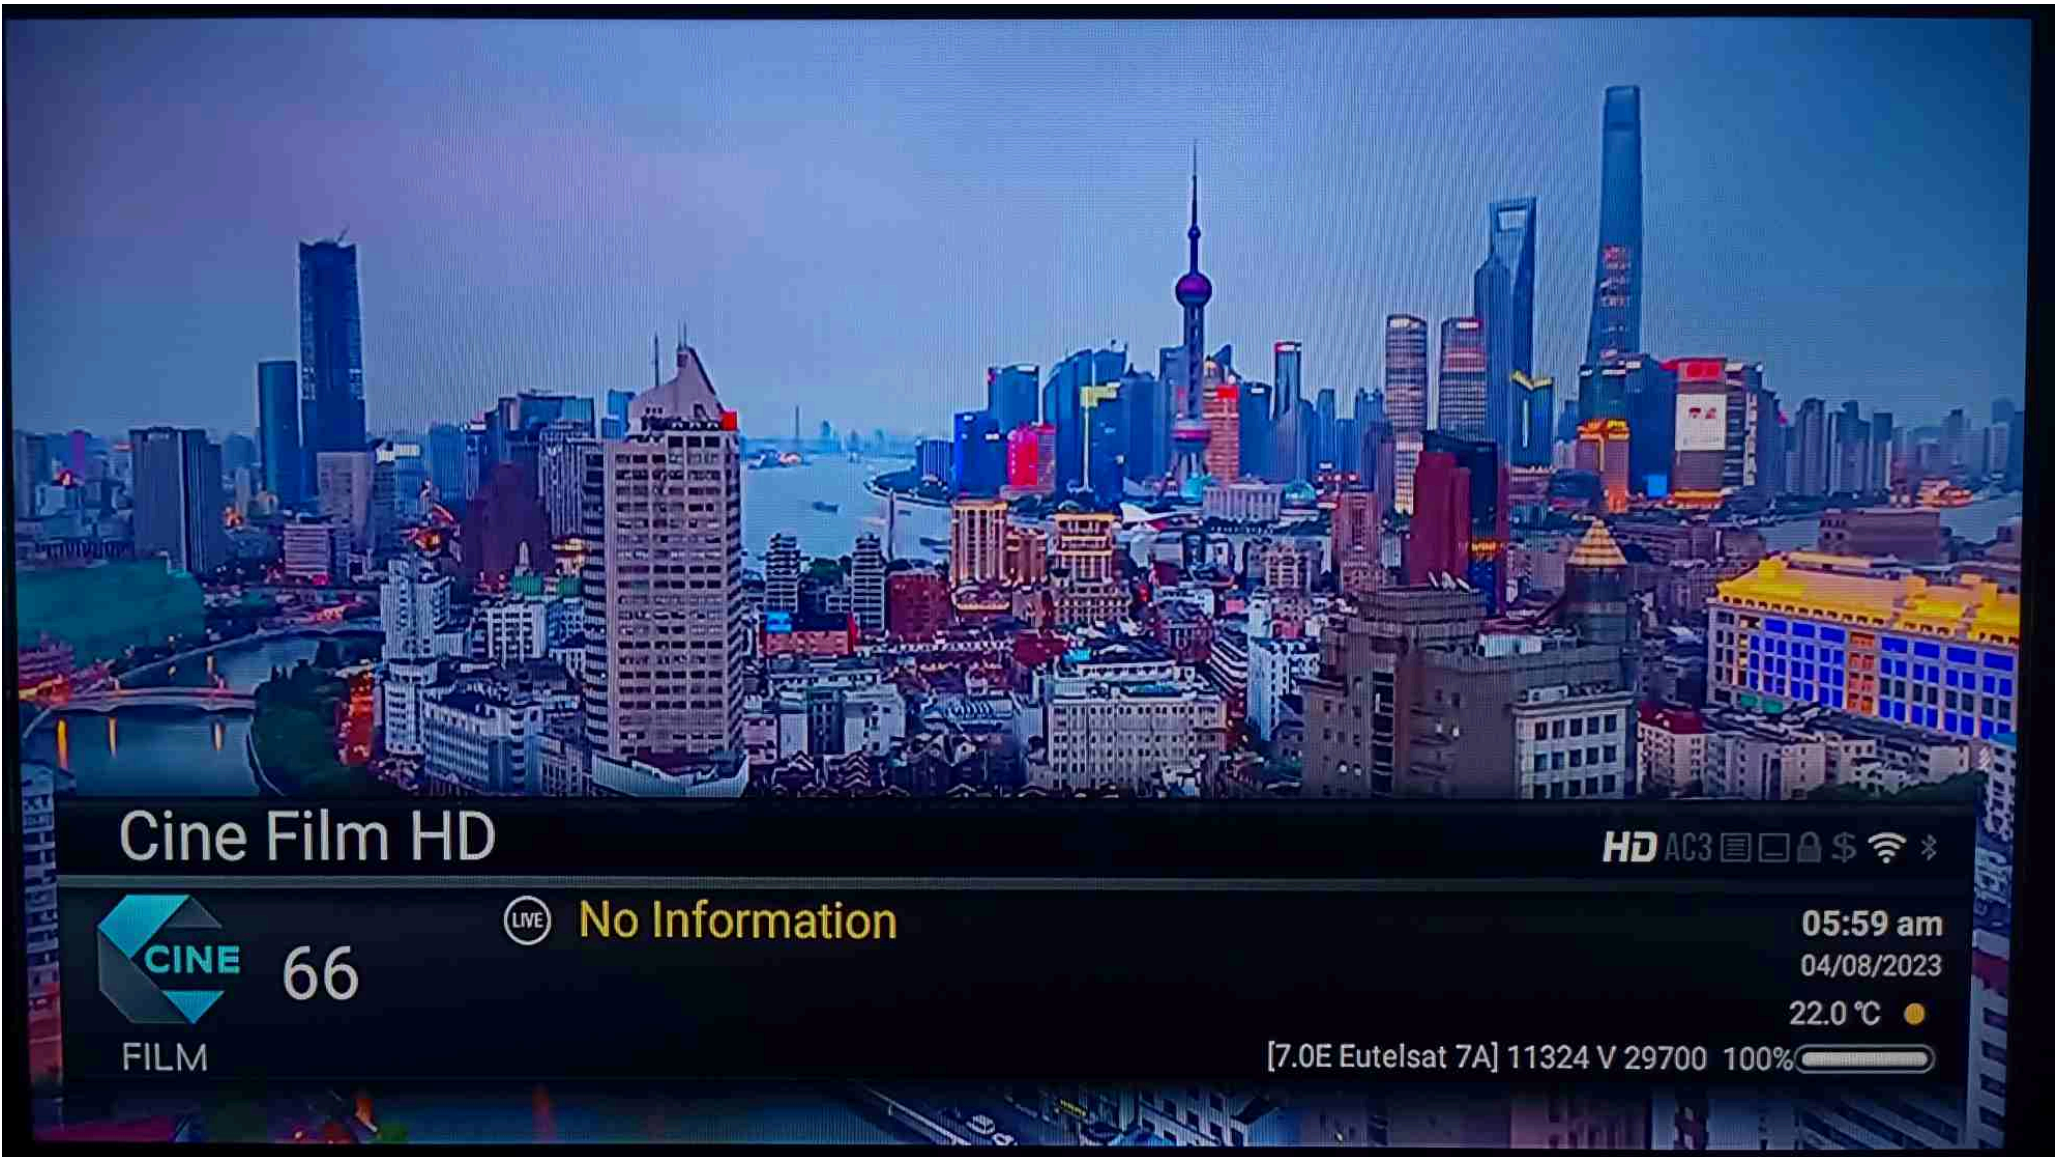 Cine Film HD
HD AC3 $
CINE
FILM
66
LIVE No Information
05:59 am
04/08/2023
22.0 °C
[7.0E Eutelsat 7A] 11324 V 29700 100%